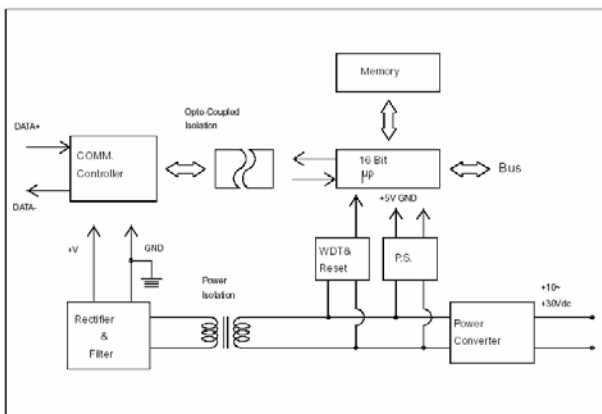 Memory
Opto-Coupled
Isolation
DATA+
COMM.
Controller
16 Bit
µp
Bus
DATA-
+5V GND
+V
GND
WDT&
Reset
P.S.
Power
Isolation
+10~
+30Vdc
Rectifier
&
Filter
Power
Converter